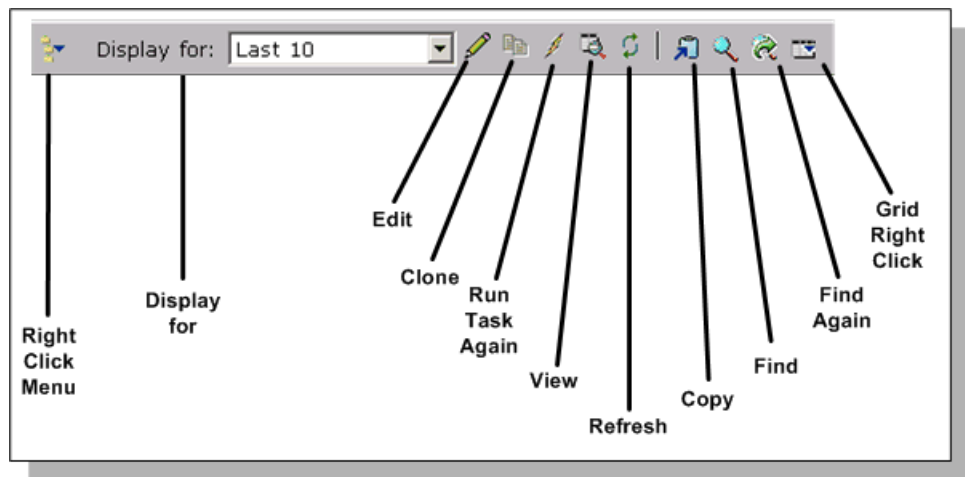 Display for: Last 10
Edit
Clone
Run
Task
Again
View
Refresh
Copy
Find
Find
Again
Grid
Right
Click
Display
for
Right
Click
Menu